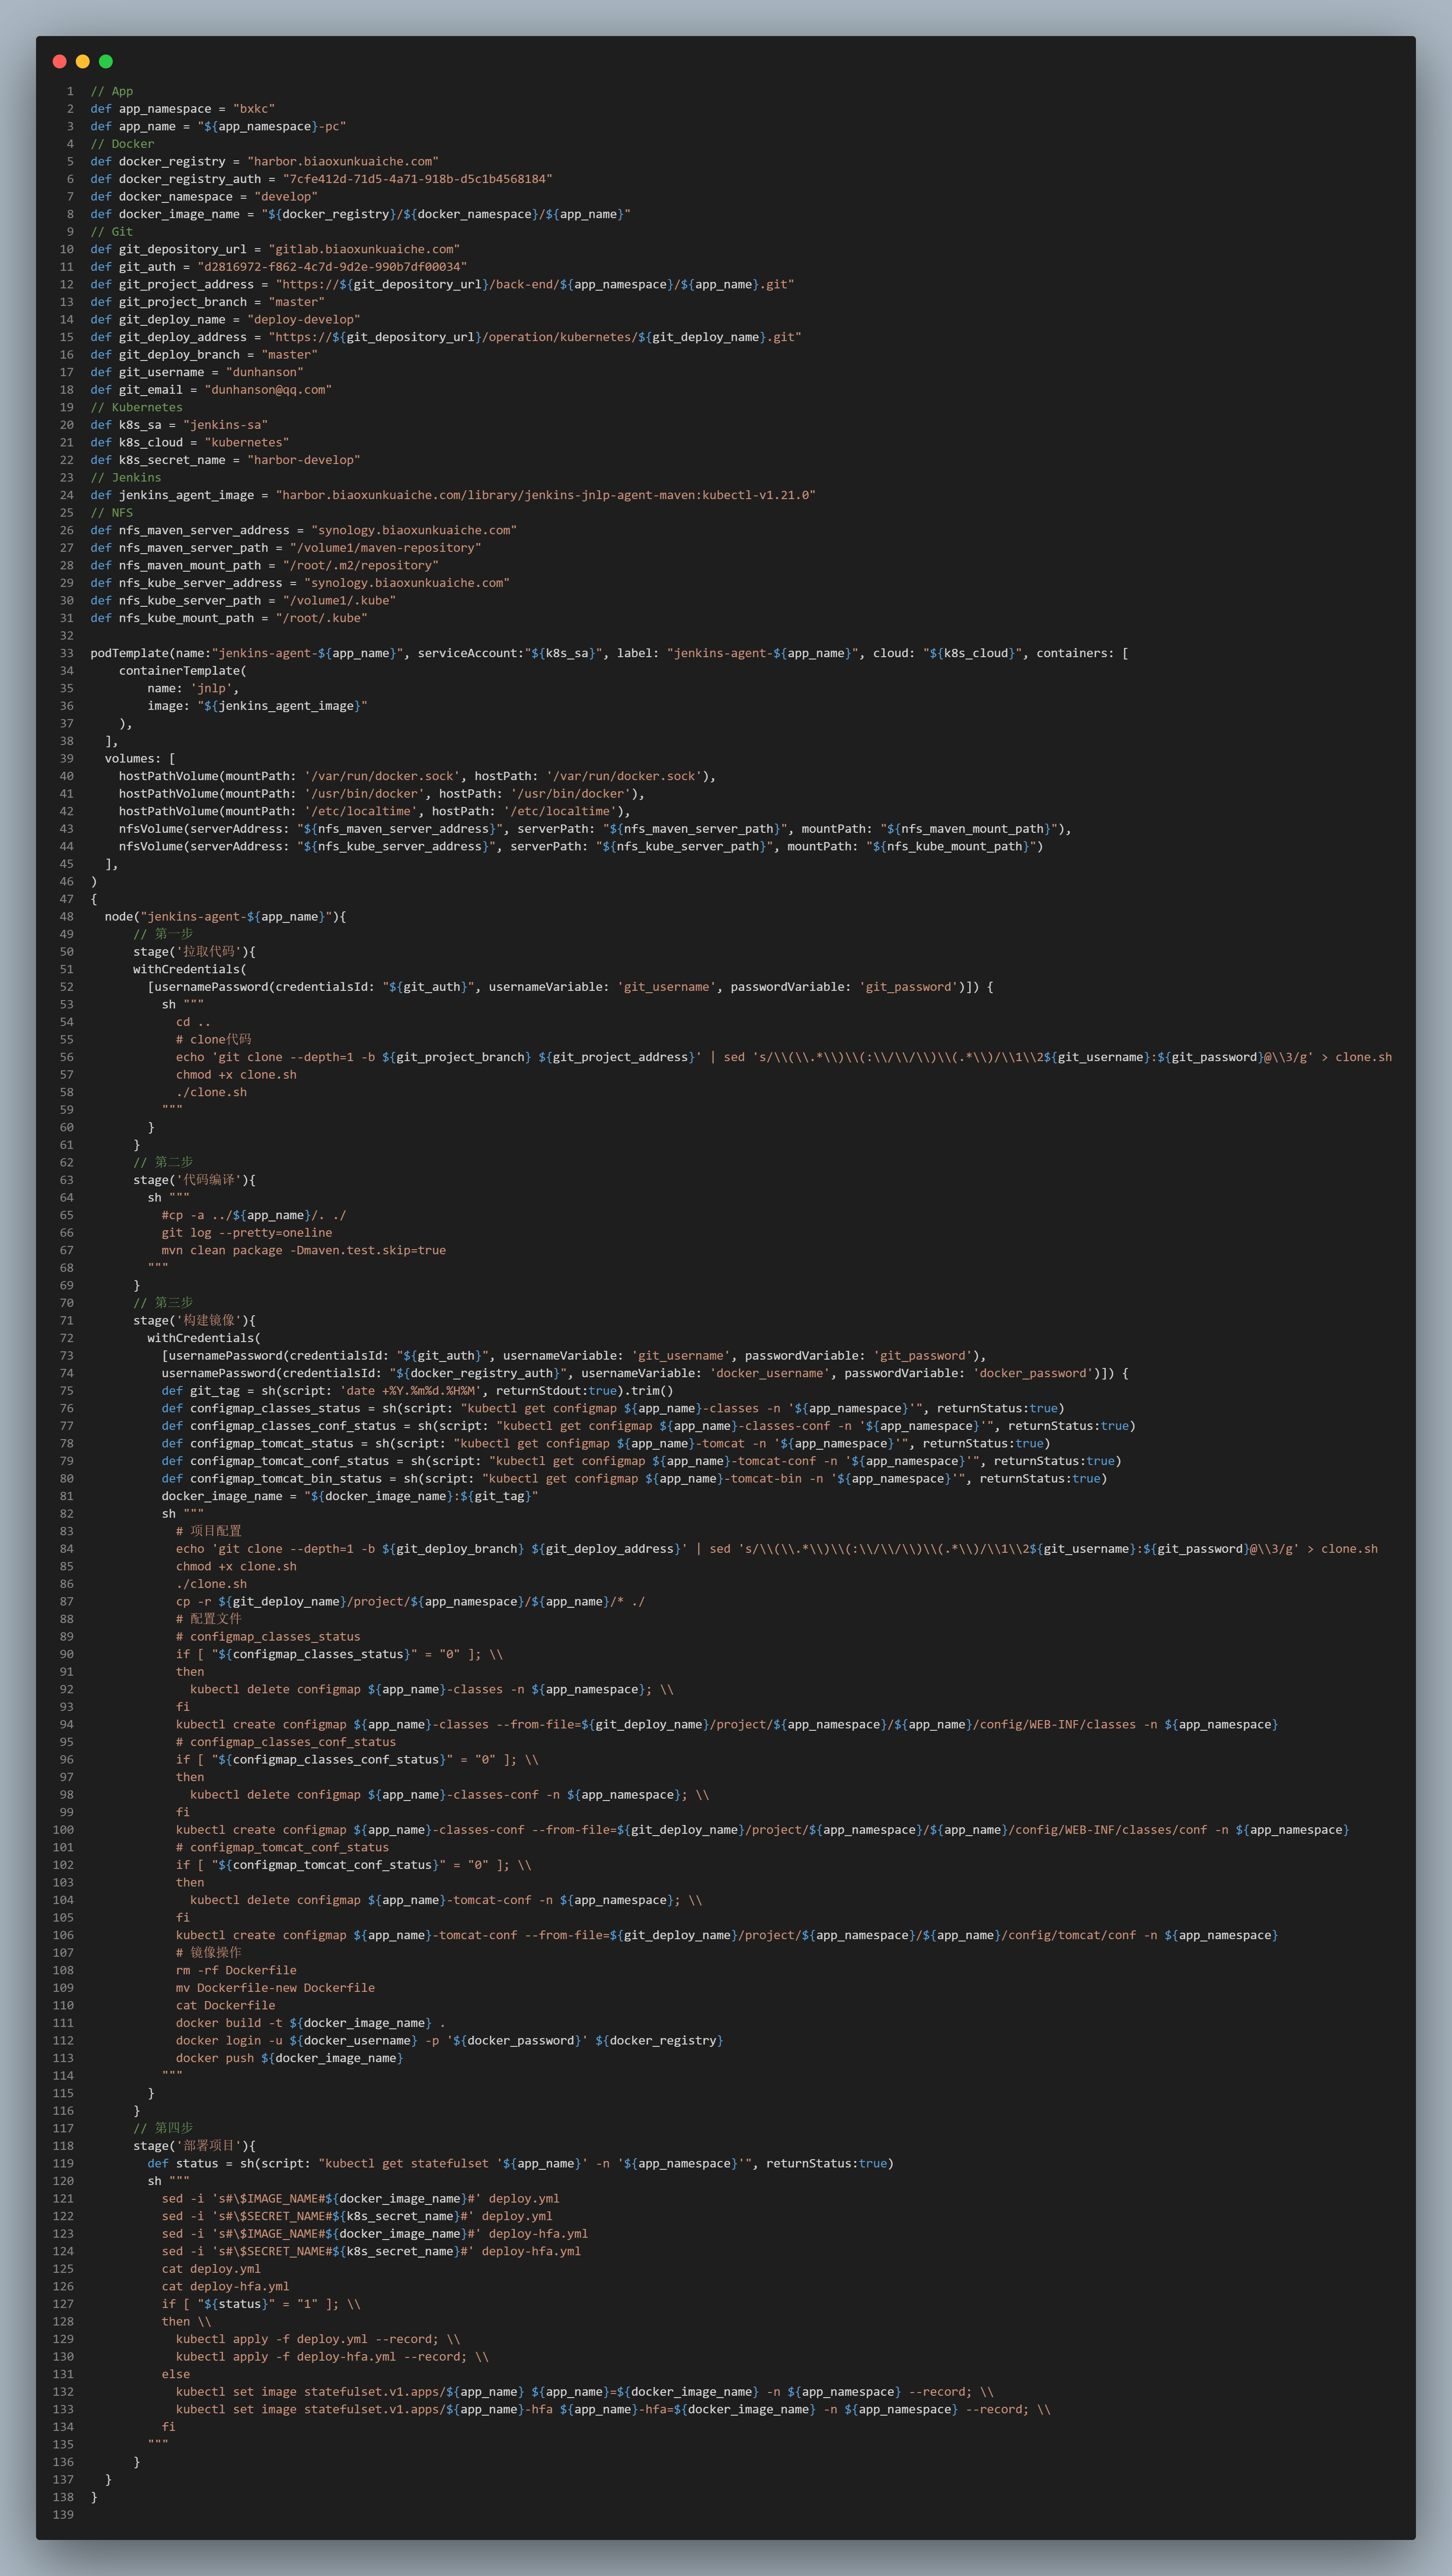 1 // App
2 def app_namespace = "bxkc"
3 def app_name = "${app_namespace}-pc"
4 // Docker
5 def docker_registry = "harbor.biaoxunkuaiche.com"
6 def docker_registry_auth = "7cfe412d-71d5-4a71-918b-d5c1b4568184"
7 def docker_namespace = "develop"
8 def docker_image_name = "${docker_registry}/${docker_namespace}/${app_name}"
9 // Git
10 def git_depository_url = "gitlab.biaoxunkuaiche.com"
11 def git_auth = "d2816972-f862-4c7d-9d2e-990b7df00034"
12 def git_project_address = "https://${git_depository_url}/back-end/${app_namespace}/${app_name}.git"
13 def git_project_branch = "master"
14 def git_deploy_name = "deploy-develop"
15 def git_deploy_address = "https://${git_depository_url}/operation/kubernetes/${git_deploy_name}.git"
16 def git_deploy_branch = "master"
17 def git_username = "dunhanson"
18 def git_email = "dunhanson@qq.com"
19 // Kubernetes
20 def k8s_sa = "jenkins-sa"
21 def k8s_cloud = "kubernetes"
22 def k8s_secret_name = "harbor-develop"
23 // Jenkins
24 def jenkins_agent_image = "harbor.biaoxunkuaiche.com/library/jenkins-jnlp-agent-maven:kubectl-v1.21.0"
25 // NFS
26 def nfs_maven_server_address = "synology.biaoxunkuaiche.com"
27 def nfs_maven_server_path = "/volume1/maven-repository"
28 def nfs_maven_mount_path = "/root/.m2/repository"
29 def nfs_kube_server_address = "synology.biaoxunkuaiche.com"
30 def nfs_kube_server_path = "/volume1/.kube"
31 def nfs_kube_mount_path = "/root/.kube"
32
33 podTemplate(name:"jenkins-agent-${app_name}", serviceAccount:"${k8s_sa}", label: "jenkins-agent-${app_name}", cloud: "${k8s_cloud}", containers: [
34     containerTemplate(
35         name: 'jnlp',
36         image: "${jenkins_agent_image}"
37     ),
38   ],
39   volumes: [
40     hostPathVolume(mountPath: '/var/run/docker.sock', hostPath: '/var/run/docker.sock'),
41     hostPathVolume(mountPath: '/usr/bin/docker', hostPath: '/usr/bin/docker'),
42     hostPathVolume(mountPath: '/etc/localtime', hostPath: '/etc/localtime'),
43     nfsVolume(serverAddress: "${nfs_maven_server_address}", serverPath: "${nfs_maven_server_path}", mountPath: "${nfs_maven_mount_path}"),
44     nfsVolume(serverAddress: "${nfs_kube_server_address}", serverPath: "${nfs_kube_server_path}", mountPath: "${nfs_kube_mount_path}")
45   ],
46 )
47 {
48   node("jenkins-agent-${app_name}"){
49       // 第一步
50       stage('拉取代码'){
51       withCredentials(
52         [usernamePassword(credentialsId: "${git_auth}", usernameVariable: 'git_username', passwordVariable: 'git_password')]) {
53           sh """
54             cd ..
55             # clone代码
56             echo 'git clone --depth=1 -b ${git_project_branch} ${git_project_address}' | sed 's/\\(\\.*\\)\\(:\\/\\/\\)\\(.*\\)/\\1\\2${git_username}:${git_password}@\\3/g' > clone.sh
57             chmod +x clone.sh
58             ./clone.sh
59           """
60         }
61       }
62       // 第二步
63       stage('代码编译'){
64         sh """
65           #cp -a ../${app_name}/. ./
66           git log --pretty=oneline
67           mvn clean package -Dmaven.test.skip=true
68         """
69       }
70       // 第三步
71       stage('构建镜像'){
72         withCredentials(
73           [usernamePassword(credentialsId: "${git_auth}", usernameVariable: 'git_username', passwordVariable: 'git_password'),
74           usernamePassword(credentialsId: "${docker_registry_auth}", usernameVariable: 'docker_username', passwordVariable: 'docker_password')]) {
75           def git_tag = sh(script: 'date +%Y.%m%d.%H%M', returnStdout:true).trim()
76           def configmap_classes_status = sh(script: "kubectl get configmap ${app_name}-classes -n '${app_namespace}'", returnStatus:true)
77           def configmap_classes_conf_status = sh(script: "kubectl get configmap ${app_name}-classes-conf -n '${app_namespace}'", returnStatus:true)
78           def configmap_tomcat_status = sh(script: "kubectl get configmap ${app_name}-tomcat -n '${app_namespace}'", returnStatus:true)
79           def configmap_tomcat_conf_status = sh(script: "kubectl get configmap ${app_name}-tomcat-conf -n '${app_namespace}'", returnStatus:true)
80           def configmap_tomcat_bin_status = sh(script: "kubectl get configmap ${app_name}-tomcat-bin -n '${app_namespace}'", returnStatus:true)
81           docker_image_name = "${docker_image_name}:${git_tag}"
82           sh """
83             # 项目配置
84             echo 'git clone --depth=1 -b ${git_deploy_branch} ${git_deploy_address}' | sed 's/\\(\\.*\\)\\(:\\/\\/\\)\\(.*\\)/\\1\\2${git_username}:${git_password}@\\3/g' > clone.sh
85             chmod +x clone.sh
86             ./clone.sh
87             cp -r ${git_deploy_name}/project/${app_namespace}/${app_name}/* ./
88             # 配置文件
89             # configmap_classes_status
90             if [ "${configmap_classes_status}" = "0" ]; \\
91             then
92               kubectl delete configmap ${app_name}-classes -n ${app_namespace}; \\
93             fi
94             kubectl create configmap ${app_name}-classes --from-file=${git_deploy_name}/project/${app_namespace}/${app_name}/config/WEB-INF/classes -n ${app_namespace}
95             # configmap_classes_conf_status
96             if [ "${configmap_classes_conf_status}" = "0" ]; \\
97             then
98               kubectl delete configmap ${app_name}-classes-conf -n ${app_namespace}; \\
99             fi
100             kubectl create configmap ${app_name}-classes-conf --from-file=${git_deploy_name}/project/${app_namespace}/${app_name}/config/WEB-INF/classes/conf -n ${app_namespace}
101             # configmap_tomcat_conf_status
102             if [ "${configmap_tomcat_conf_status}" = "0" ]; \\
103             then
104               kubectl delete configmap ${app_name}-tomcat-conf -n ${app_namespace}; \\
105             fi
106             kubectl create configmap ${app_name}-tomcat-conf --from-file=${git_deploy_name}/project/${app_namespace}/${app_name}/config/tomcat/conf -n ${app_namespace}
107             # 镜像操作
108             rm -rf Dockerfile
109             mv Dockerfile-new Dockerfile
110             cat Dockerfile
111             docker build -t ${docker_image_name} .
112             docker login -u ${docker_username} -p '${docker_password}' ${docker_registry}
113             docker push ${docker_image_name}
114           """
115         }
116       }
117       // 第四步
118       stage('部署项目'){
119         def status = sh(script: "kubectl get statefulset '${app_name}' -n '${app_namespace}'", returnStatus:true)
120         sh """
121           sed -i 's#\$IMAGE_NAME#${docker_image_name}#' deploy.yml
122           sed -i 's#\$SECRET_NAME#${k8s_secret_name}#' deploy.yml
123           sed -i 's#\$IMAGE_NAME#${docker_image_name}#' deploy-hfa.yml
124           sed -i 's#\$SECRET_NAME#${k8s_secret_name}#' deploy-hfa.yml
125           cat deploy.yml
126           cat deploy-hfa.yml
127           if [ "${status}" = "1" ]; \\
128           then \\
129             kubectl apply -f deploy.yml --record; \\
130             kubectl apply -f deploy-hfa.yml --record; \\
131           else
132             kubectl set image statefulset.v1.apps/${app_name} ${app_name}=${docker_image_name} -n ${app_namespace} --record; \\
133             kubectl set image statefulset.v1.apps/${app_name}-hfa ${app_name}-hfa=${docker_image_name} -n ${app_namespace} --record; \\
134           fi
135         """
136       }
137   }
138 }
139